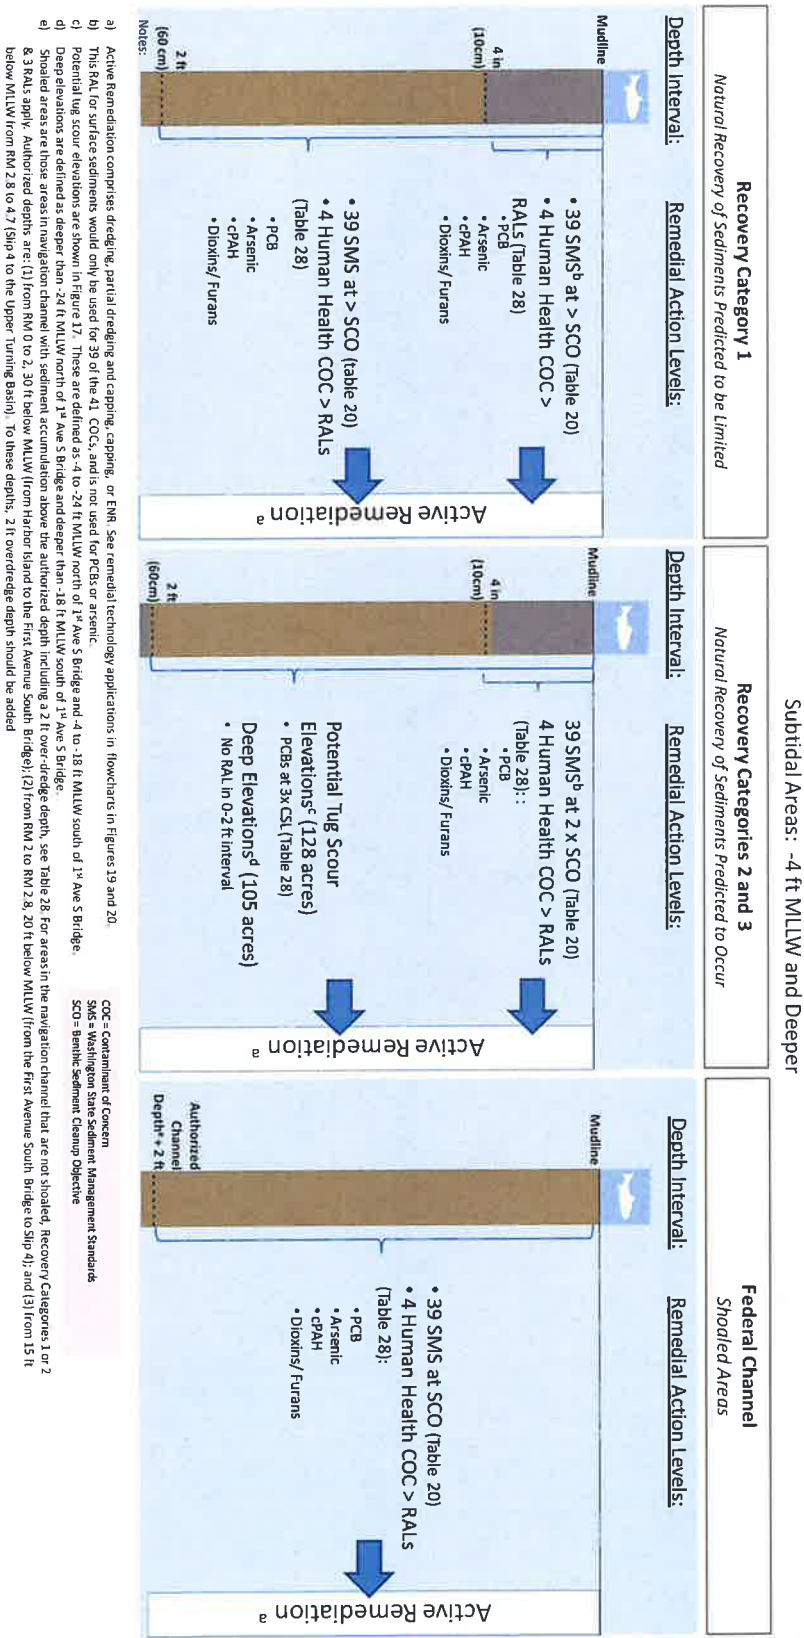 Subtidal Areas: -4 ft MLLW and Deeper
Recovery Category 1
Natural Recovery of Sediments Predicted to be Limited
Depth Interval:
Remedial Action Levels:
Mudline
4 in
(10cm)
2 ft
(60 cm)
• 39 SMSᵇ at > SCO (Table 20)
• 4 Human Health COC >
RALs (Table 28)
•PCB
•Arsenic
•cPAH
•Dioxins/ Furans
• 39 SMS at > SCO (table 20)
• 4 Human Health COC > RALs
(Table 28)
•PCB
•Arsenic
•cPAH
•Dioxins/ Furans
Active Remediation ᵃ
Recovery Categories 2 and 3
Natural Recovery of Sediments Predicted to Occur
Depth Interval:
Remedial Action Levels:
Mudline
4 in
(10cm)
2 ft
(60cm)
39 SMSᵇ at 2 x SCO (Table 20)
4 Human Health COC > RALs
(Table 28): :
•PCB
•Arsenic
•cPAH
•Dioxins/ Furans
Potential Tug Scour
Elevationsᶜ (128 acres)
• PCBs at 3x CSL (Table 28)
Deep Elevationsᵈ (105 acres)
• No RAL in 0-2 ft interval
Active Remediation ᵃ
Federal Channel
Shoaled Areas
Depth Interval:
Remedial Action Levels:
Mudline
Authorized
Channel
Depthᵉ + 2 ft
• 39 SMS at SCO (Table 20)
• 4 Human Health COC > RALs
(Table 28):
•PCB
•Arsenic
•cPAH
•Dioxins/ Furans
Active Remediation ᵃ
Notes:
a) Active Remediation comprises dredging, partial dredging and capping, capping, or ENR. See remedial technology applications in flowcharts in Figures 19 and 20.
b) This RAL for surface sediments would only be used for 39 of the 41 COCs, and is not used for PCBs or arsenic.
c) Potential tug scour elevations are shown in Figure 17. These are defined as -4 to -24 ft MLLW north of 1ˢᵗ Ave S Bridge and -4 to -18 ft MLLW south of 1ˢᵗ Ave S Bridge.
d) Deep elevations are defined as deeper than -24 ft MLLW north of 1ˢᵗ Ave S Bridge and deeper than -18 ft MLLW south of 1ˢᵗ Ave S Bridge.
e) Shoaled areas are those areas in navigation channel with sediment accumulation above the authorized depth including a 2 ft over-dredge depth, see Table 28. For areas in the navigation channel that are not shoaled, Recovery Categories 1 or 2
& 3 RALs apply. Authorized depths are: (1) from RM 0 to 2, 30 ft below MLLW (from Harbor Island to the First Avenue South Bridge); (2) from RM 2 to RM 2.8, 20 ft below MLLW (from the First Avenue South Bridge to Slip 4); and (3) from 15 ft
below MLLW from RM 2.8 to 4.7 (Slip 4 to the Upper Turning Basin). To these depths, 2 ft overdredge depth should be added
COC = Contaminant of Concern
SMS = Washington State Sediment Management Standards
SCO = Benthic Sediment Cleanup Objective